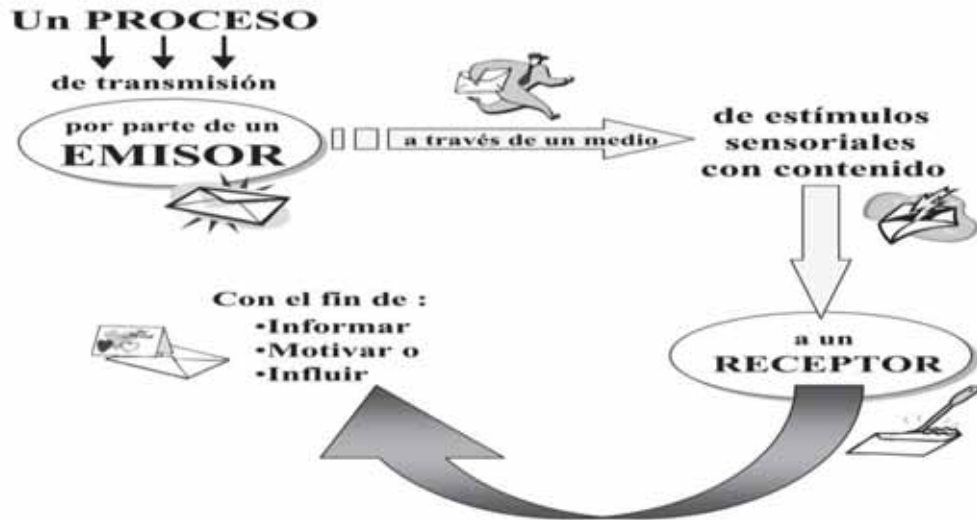 Un PROCESO
de transmisión
por parte de un
EMISOR
a través de un medio
de estímulos
sensoriales
con contenido
a un
RECEPTOR
Con el fin de :
•Informar
•Motivar o
•Influir